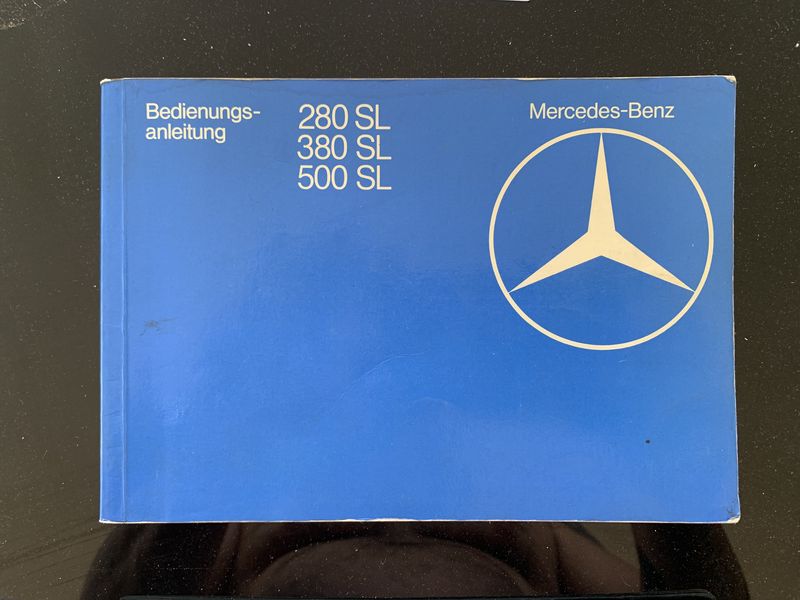 Bedienungs-
anleitung
280 SL
380 SL
500 SL
Mercedes-Benz